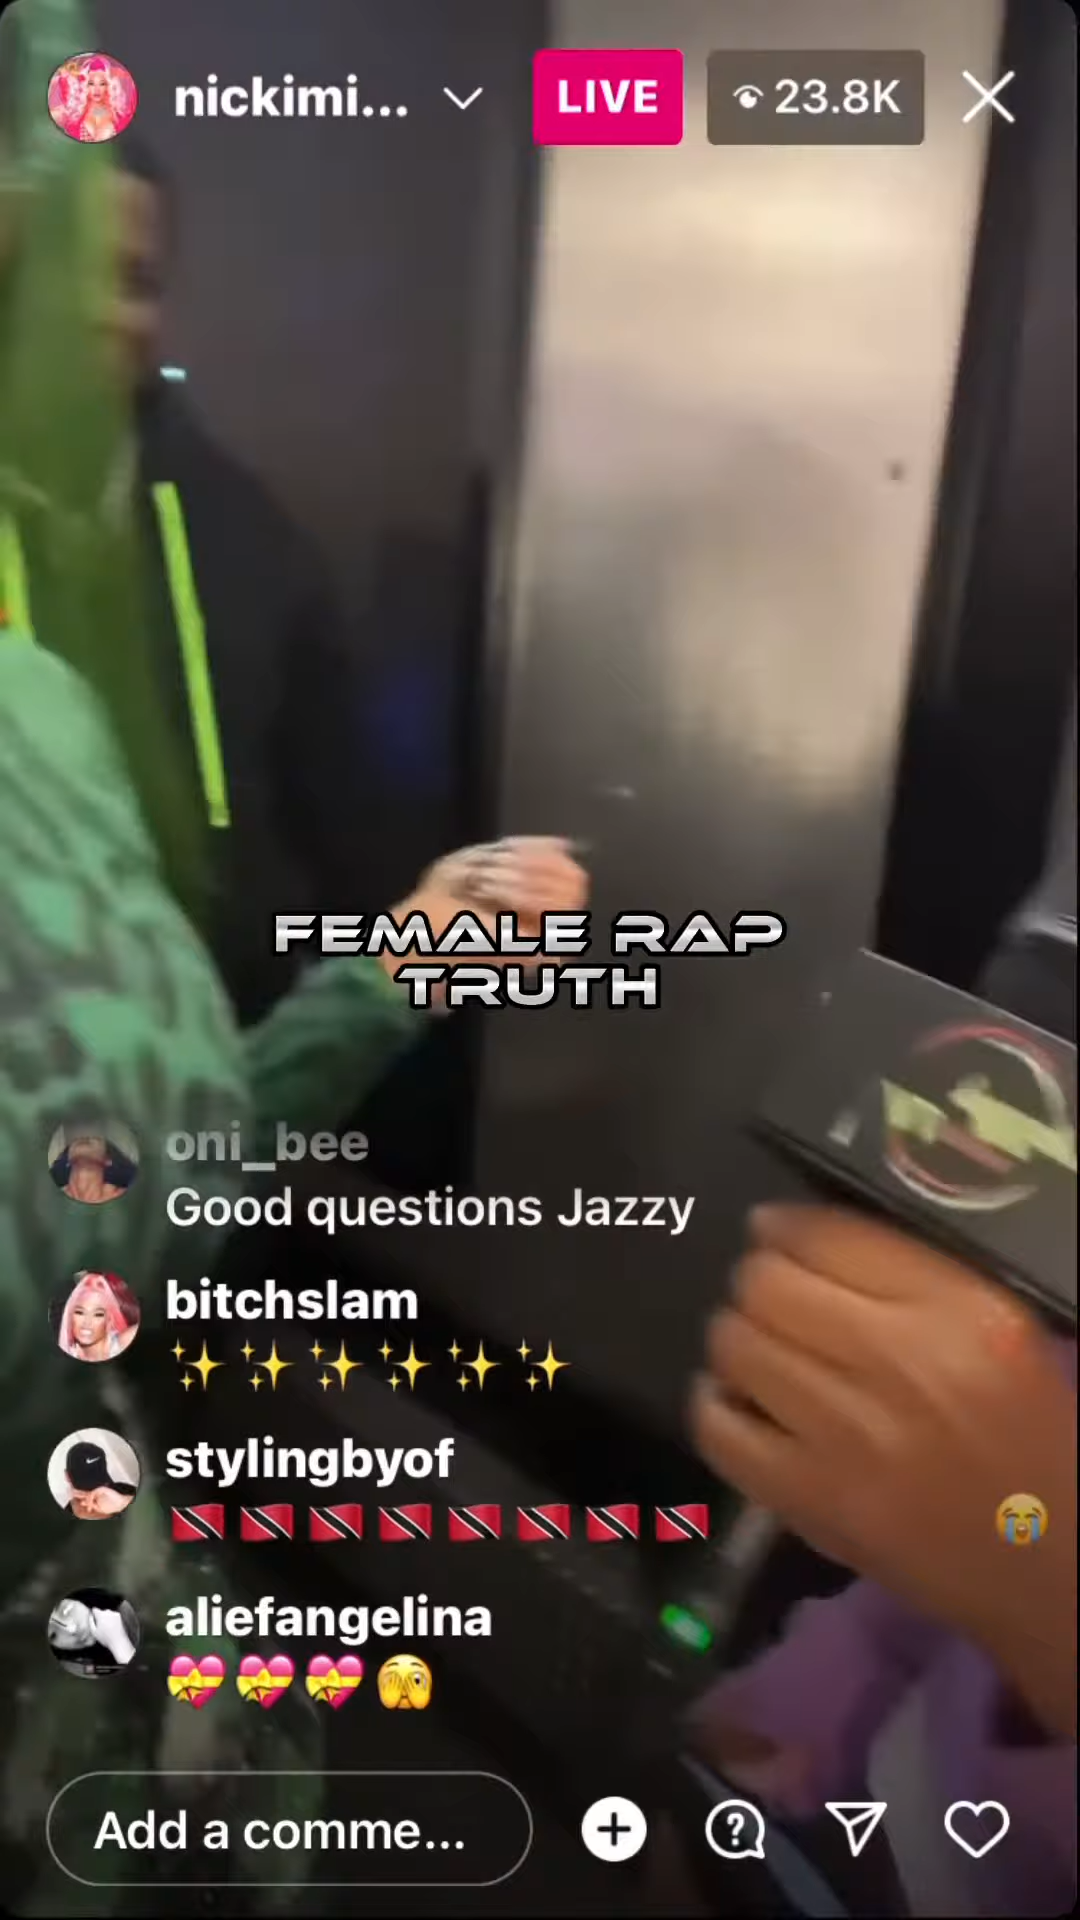 nickimi...
LIVE
23.8K
FEMALE RAP
TRUTH
oni_bee
Good questions Jazzy
bitchslam
✨✨✨✨✨✨
stylingbyof
🇹🇹🇹🇹🇹🇹🇹🇹🇹🇹🇹🇹🇹🇹🇹🇹
aliefangelina
💝💝💝🫣
Add a comme...